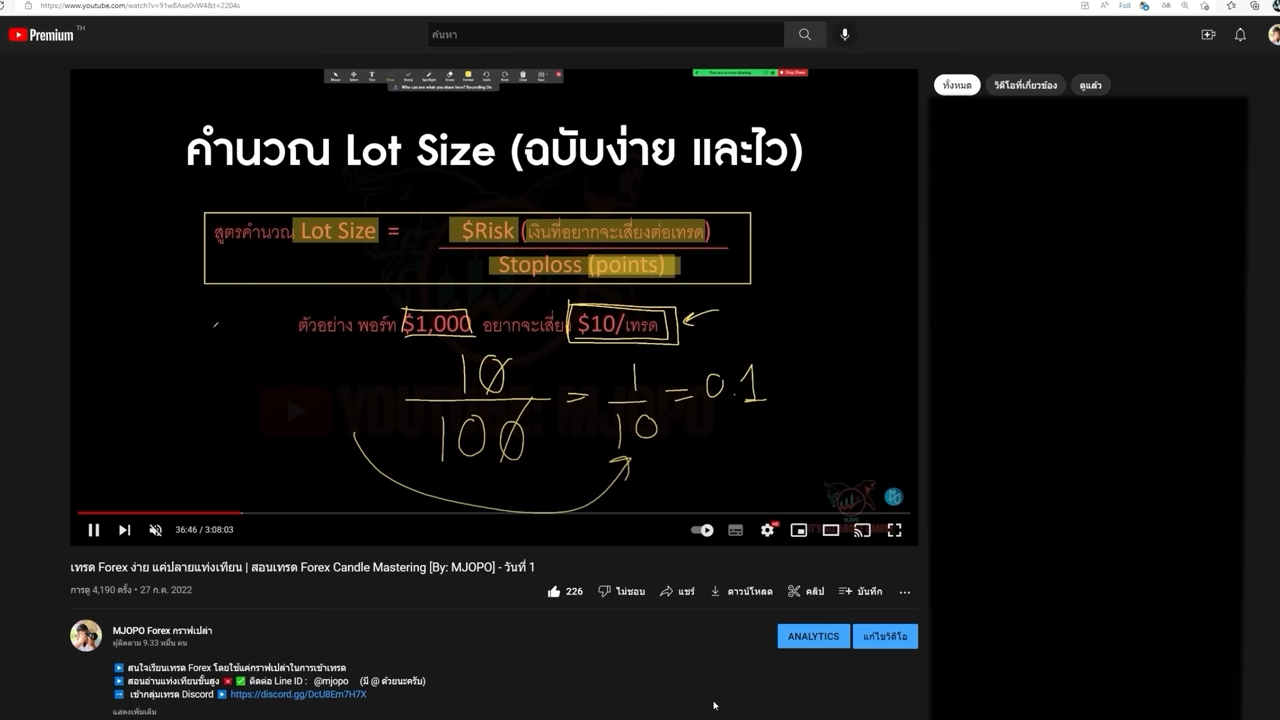 https://www.youtube.com/watch?v=91wBAse0vW4&t=2204s
Premium TH
ค้นหา
ทั้งหมด
วิดีโอที่เกี่ยวข้อง
ดูแล้ว
Who can see what you share here? Recording On
คำนวณ Lot Size (ฉบับง่าย และไว)
สูตรคำนวณ Lot Size = $Risk (เงินที่อยากจะเสี่ยงต่อเทรด)
Stoploss (points)
ตัวอย่าง พอร์ท $1,000 อยากจะเสี่ยง $10/เทรด
10
100
= 1
10
= 0.1
YOUTUBE: MJOPO
36:46 / 3:08:03
เทรด Forex ง่าย แค่ปลายแท่งเทียน | สอนเทรด Forex Candle Mastering [By: MJOPO] - วันที่ 1
การดู 4,190 ครั้ง • 27 ก.ค. 2022
226
ไม่ชอบ
แชร์
ดาวน์โหลด
คลิป
บันทึก
MJOPO Forex กราฟเปล่า
ผู้ติดตาม 9.33 หมื่น คน
ANALYTICS
แก้ไขวิดีโอ
สนใจเรียนเทรด Forex โดยใช้แค่กราฟเปล่าในการเข้าเทรด
สอนอ่านแท่งเทียนขั้นสูง ติดต่อ Line ID : @mjopo (มี @ ด้วยนะครับ)
เข้ากลุ่มเทรด Discord https://discord.gg/DcU8Em7H7X
แสดงเพิ่มเติม